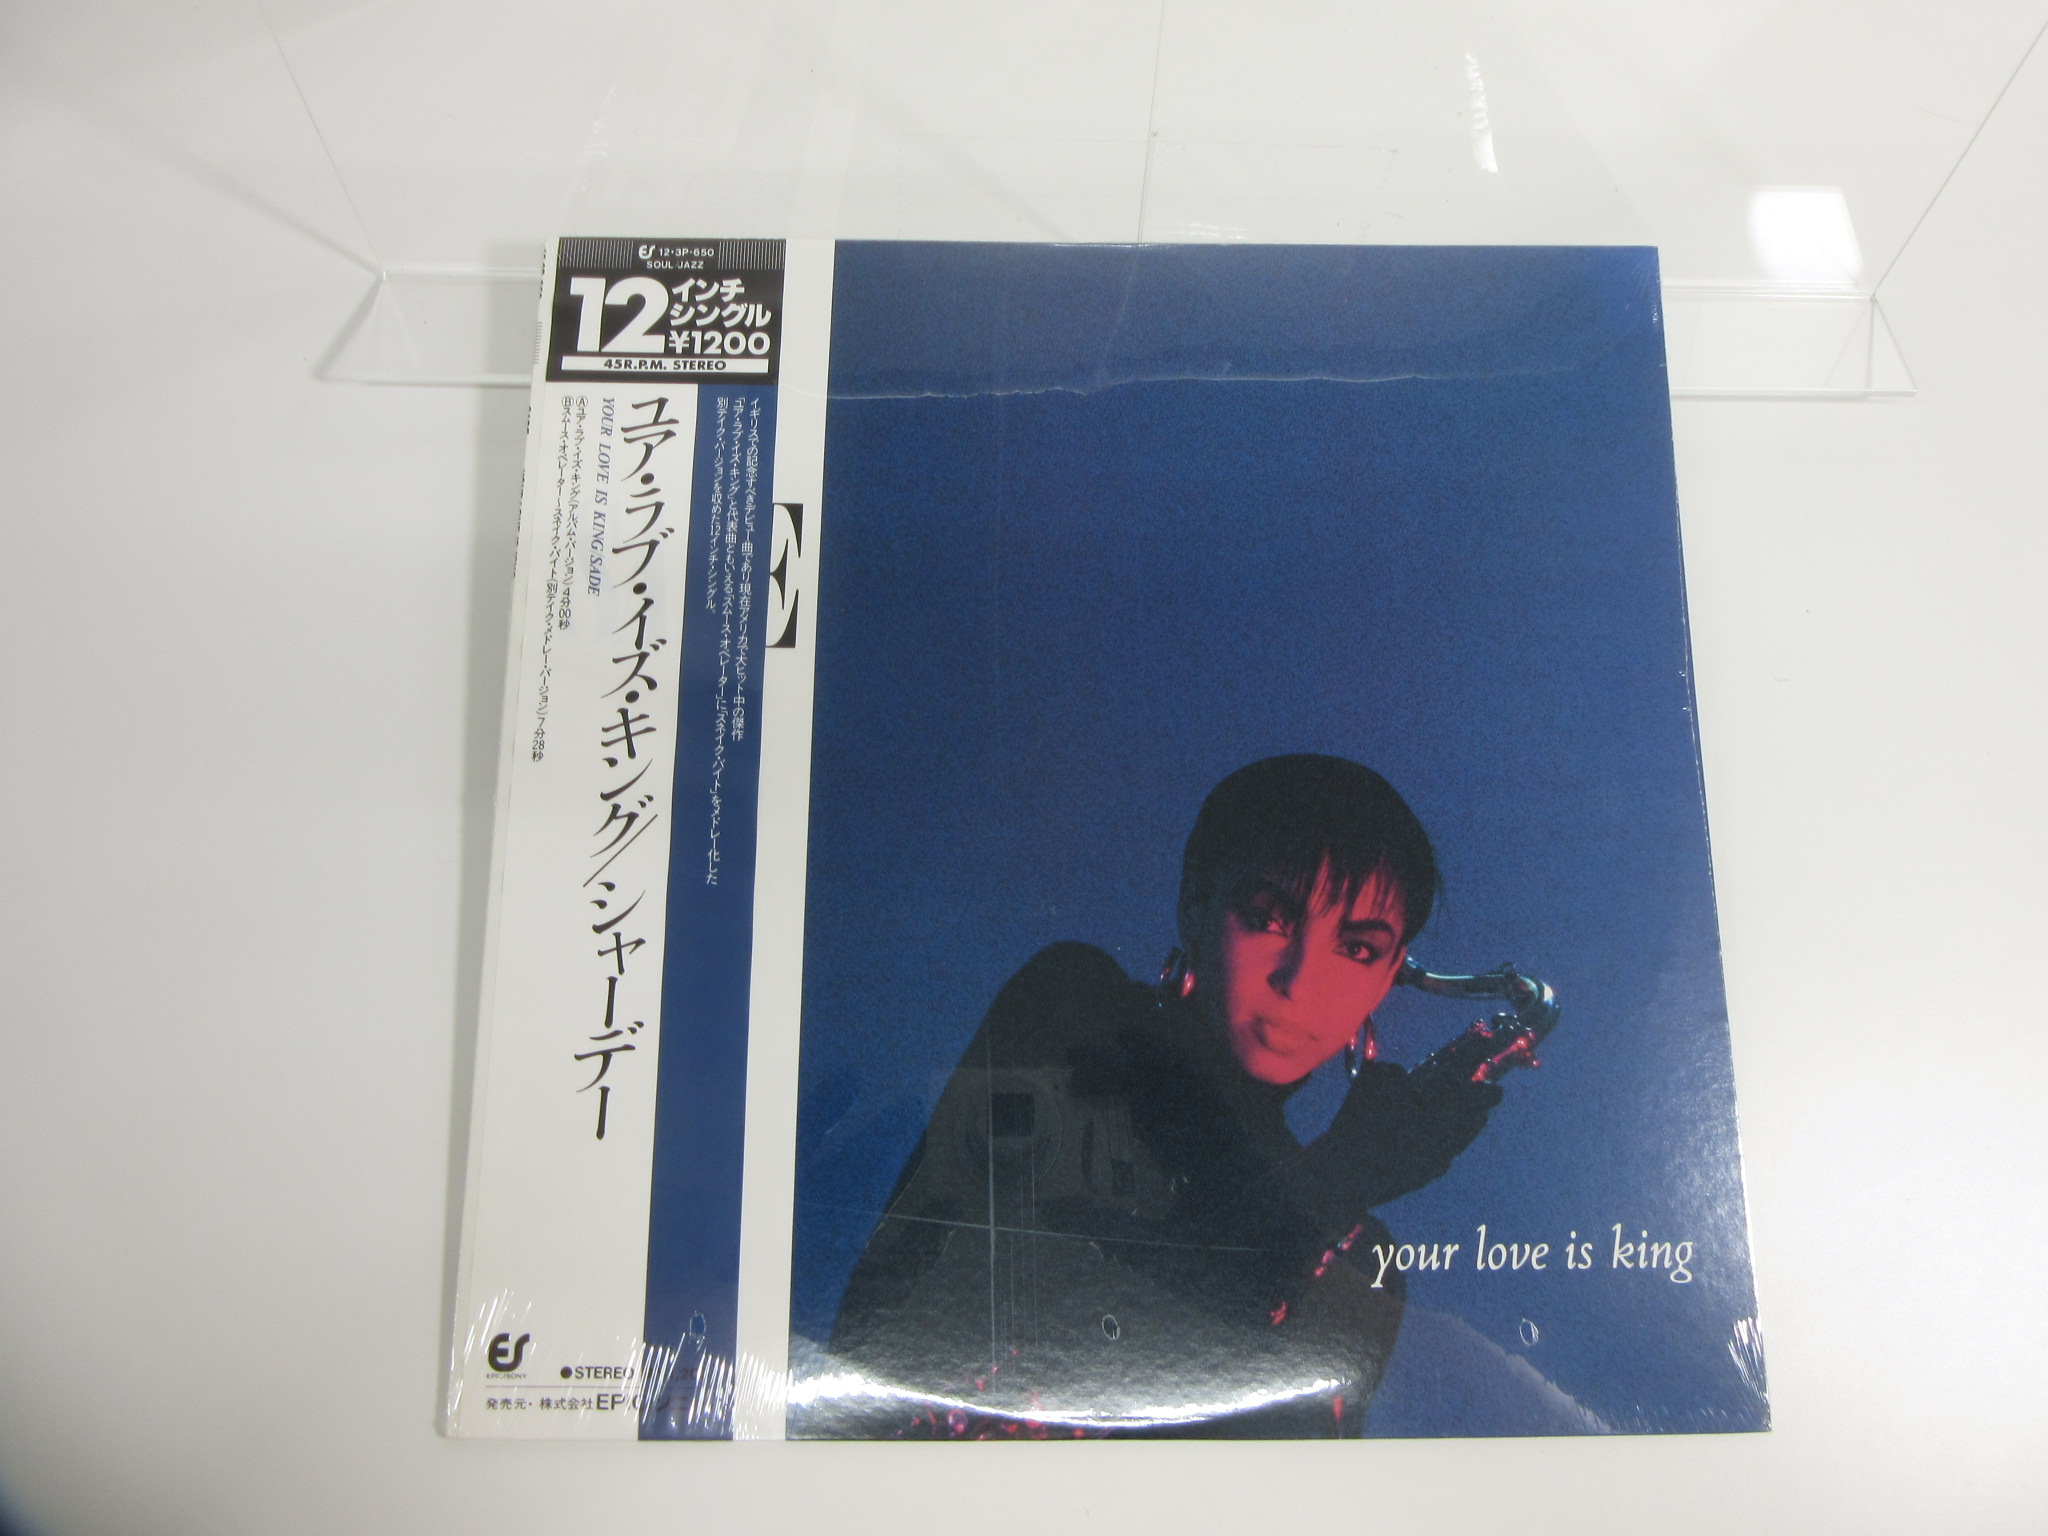 ES 12・3P-650
SOUL/JAZZ
12インチ
シングル
¥1200
45R.P.M. STEREO
イギリスでの記念すべきデビュー曲であり現在アメリカで大ヒット中の傑作
「ユア・ラブ・イズ・キング」と代表曲ともいえる「スムース・オペレーター」に「スネイク・バイト」をメドレー化した
別テイク・バージョンを収めた12インチ・シングル。
E
ユア・ラブ・イズ・キング/シャーデー
YOUR LOVE IS KING/SADE
Ⓐユア・ラブ・イズ・キング(アルバム・バージョン)4分00秒
Ⓑスムース・オペレーター〜スネイク・バイト(別テイク・メドレー・バージョン)7分28秒
your love is king
ES
EPIC/SONY
●STEREO
発売元・株式会社EPIC